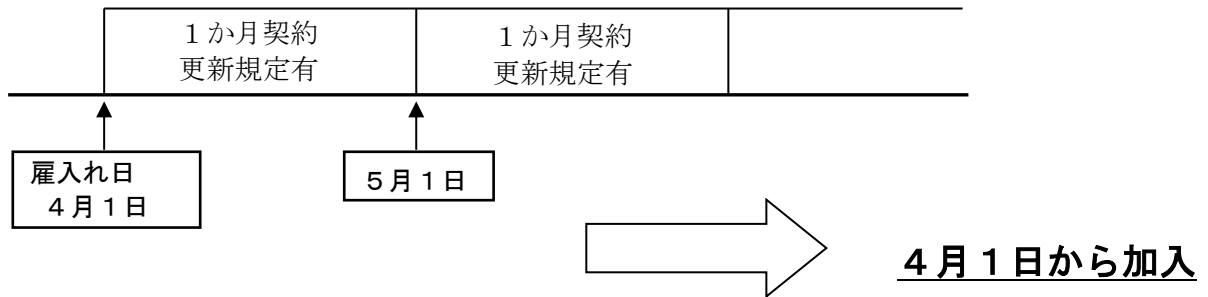 １か月契約
更新規定有
１か月契約
更新規定有
雇入れ日
４月１日
５月１日
４月１日から加入